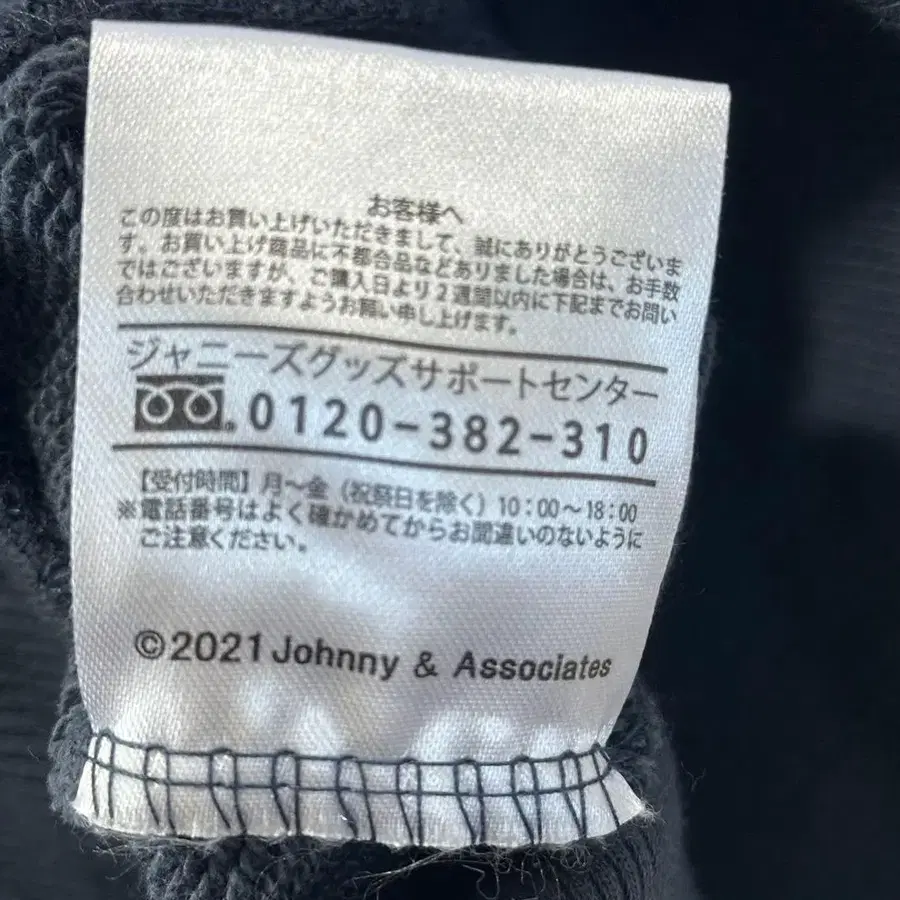 お客様へ
この度はお買い上げいただきまして、誠にありがとうございま
す。お買い上げ商品に不都合品などありました場合は、お手数
ではございますが、ご購入日より2週間以内に下記までお問い
合わせいただきますようお願い申し上げます。
ジャニーズグッズサポートセンター
0120-382-310
【受付時間】月〜金（祝祭日を除く）10:00〜18:00
※電話番号はよく確かめてからお間違いのないように
ご注意ください。
©2021 Johnny & Associates